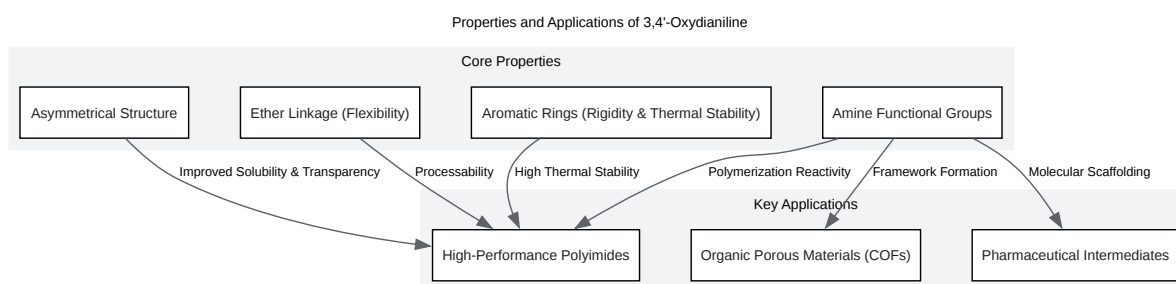 Properties and Applications of 3,4'-Oxydianiline
Core Properties
Asymmetrical Structure
Ether Linkage (Flexibility)
Aromatic Rings (Rigidity & Thermal Stability)
Amine Functional Groups
Improved Solubility & Transparency
Processability
High Thermal Stability
Polymerization Reactivity
Framework Formation
Molecular Scaffolding
Key Applications
High-Performance Polyimides
Organic Porous Materials (COFs)
Pharmaceutical Intermediates